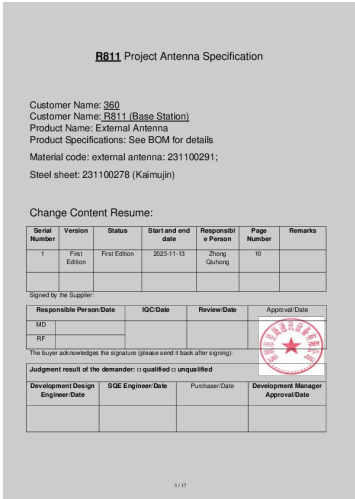 R811 Project Antenna Specification
Customer Name: 360
Customer Name: R811 (Base Station)
Product Name: External Antenna
Product Specifications: See BOM for details
Material code: external antenna: 231100291;
Steel sheet: 231100278 (Kaimujin)
Change Content Resume:
Serial Number Version Status Start and end date Responsibl e Person Page Number Remarks
1 First Edition First Edition 2023-11-13 Zhong Qiuhong 10
Signed by the Supplier:
Responsible Person/Date IQC/Date Review/Date Approval/Date
MD
RF
The buyer acknowledges the signature (please send it back after signing):
Judgment result of the demander: □ qualified □ unqualified
Development Design Engineer/Date SQE Engineer/Date Purchaser/Date Development Manager Approval/Date
5 / 17